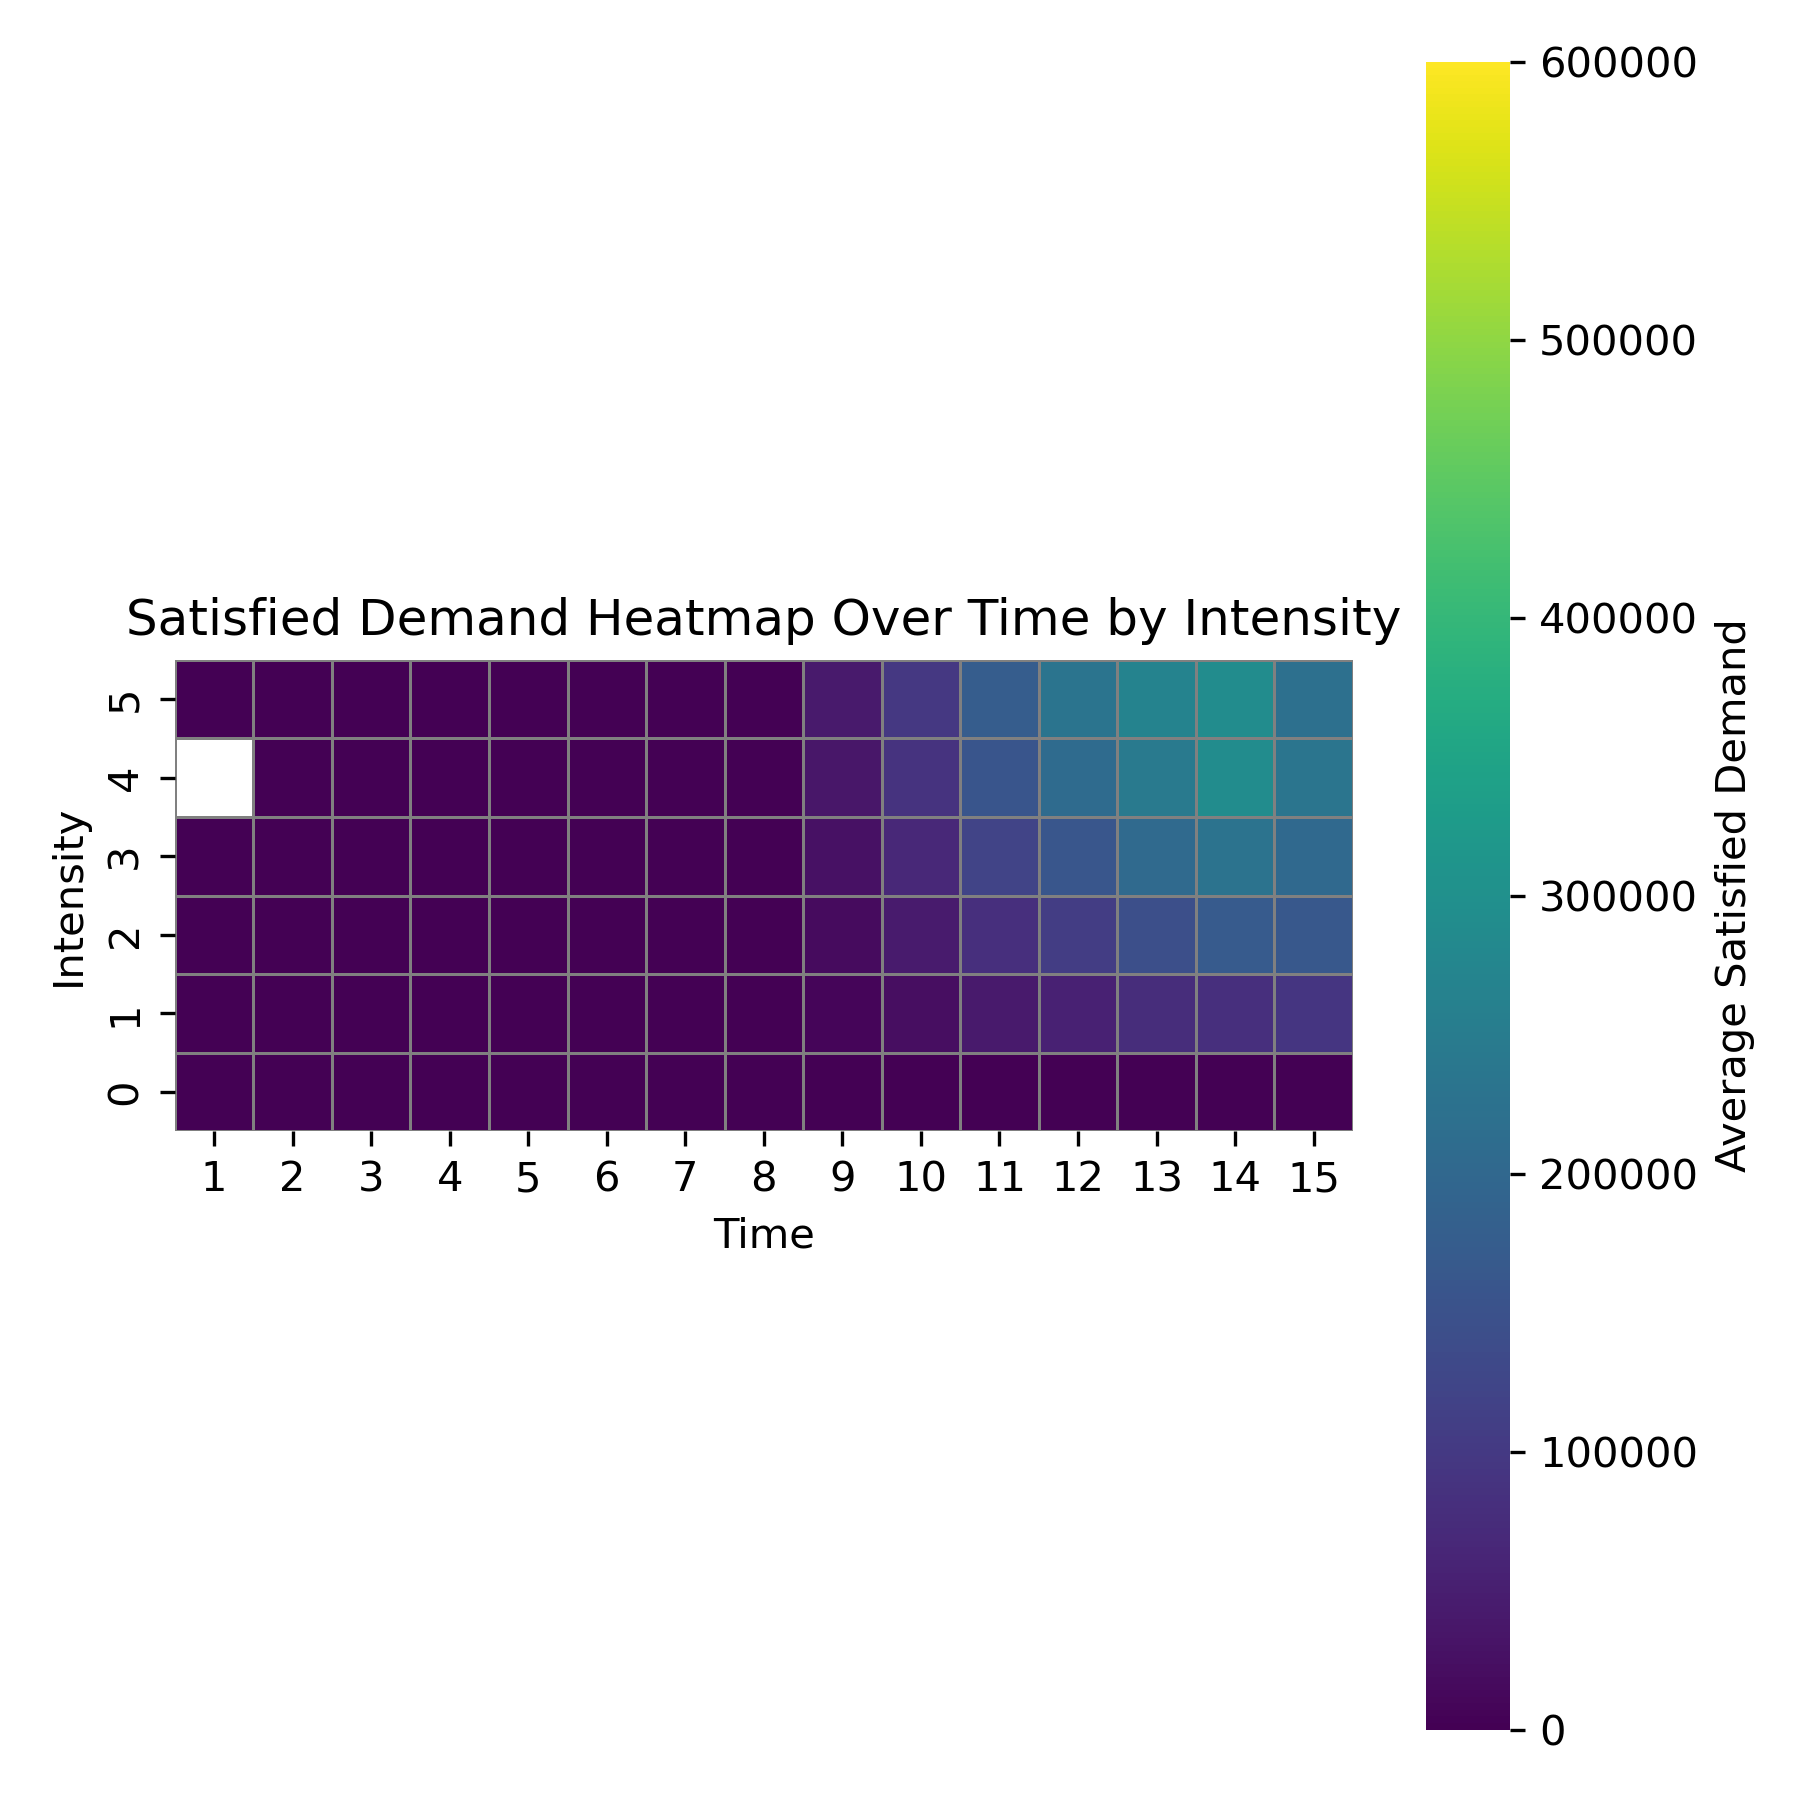 Satisfied Demand Heatmap Over Time by Intensity
Intensity
5
4
3
2
1
0
1 2 3 4 5 6 7 8 9 10 11 12 13 14 15
Time
600000
500000
400000
300000
200000
100000
0
Average Satisfied Demand